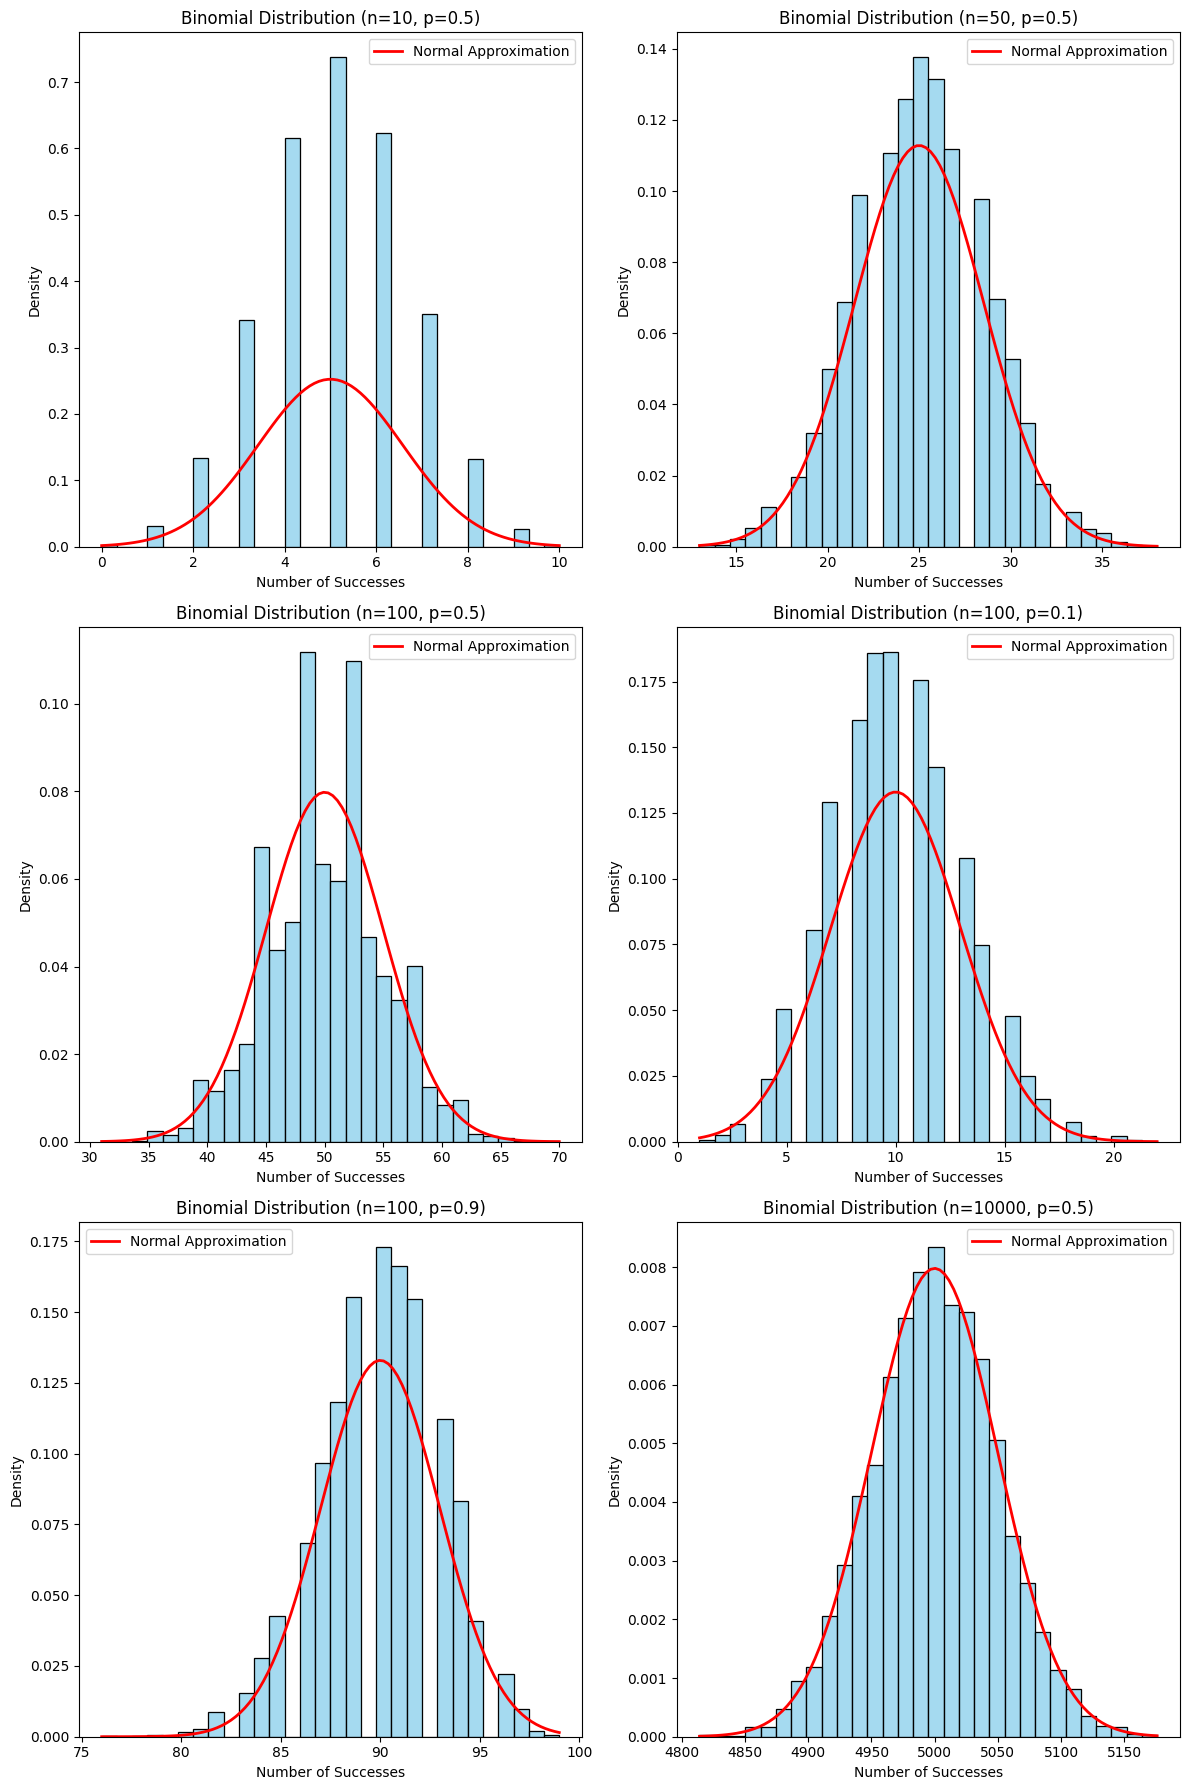 Binomial Distribution (n=10, p=0.5)
Normal Approximation
Density
0.7
0.6
0.5
0.4
0.3
0.2
0.1
0.0
0 2 4 6 8 10
Number of Successes
Binomial Distribution (n=50, p=0.5)
Normal Approximation
Density
0.14
0.12
0.10
0.08
0.06
0.04
0.02
0.00
15 20 25 30 35
Number of Successes
Binomial Distribution (n=100, p=0.5)
Normal Approximation
Density
0.10
0.08
0.06
0.04
0.02
0.00
30 35 40 45 50 55 60 65 70
Number of Successes
Binomial Distribution (n=100, p=0.1)
Normal Approximation
Density
0.175
0.150
0.125
0.100
0.075
0.050
0.025
0.000
0 5 10 15 20
Number of Successes
Binomial Distribution (n=100, p=0.9)
Normal Approximation
Density
0.175
0.150
0.125
0.100
0.075
0.050
0.025
0.000
75 80 85 90 95 100
Number of Successes
Binomial Distribution (n=10000, p=0.5)
Normal Approximation
Density
0.008
0.007
0.006
0.005
0.004
0.003
0.002
0.001
0.000
4800 4850 4900 4950 5000 5050 5100 5150
Number of Successes